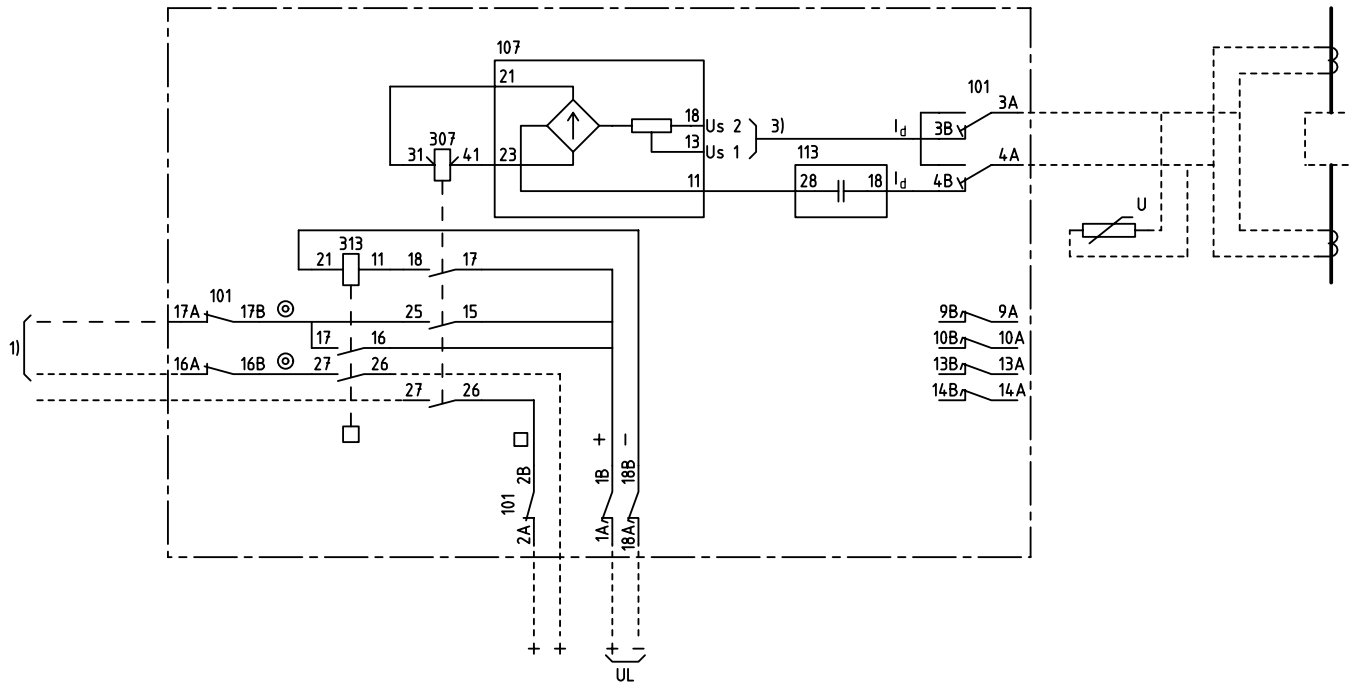 107
21
101
3A
18
Us 2
3)
Id
3B
307
13
Us 1
31
41
23
113
4A
11
28
18
Id
4B
U
313
21
11
18
17
101
17A
17B
25
15
9B
9A
1)
17
16
10B
10A
16A
16B
27
26
13B
13A
27
26
14B
14A
+
−
2B
1B
18B
101
2A
1A
18A
+
+
+
−
UL